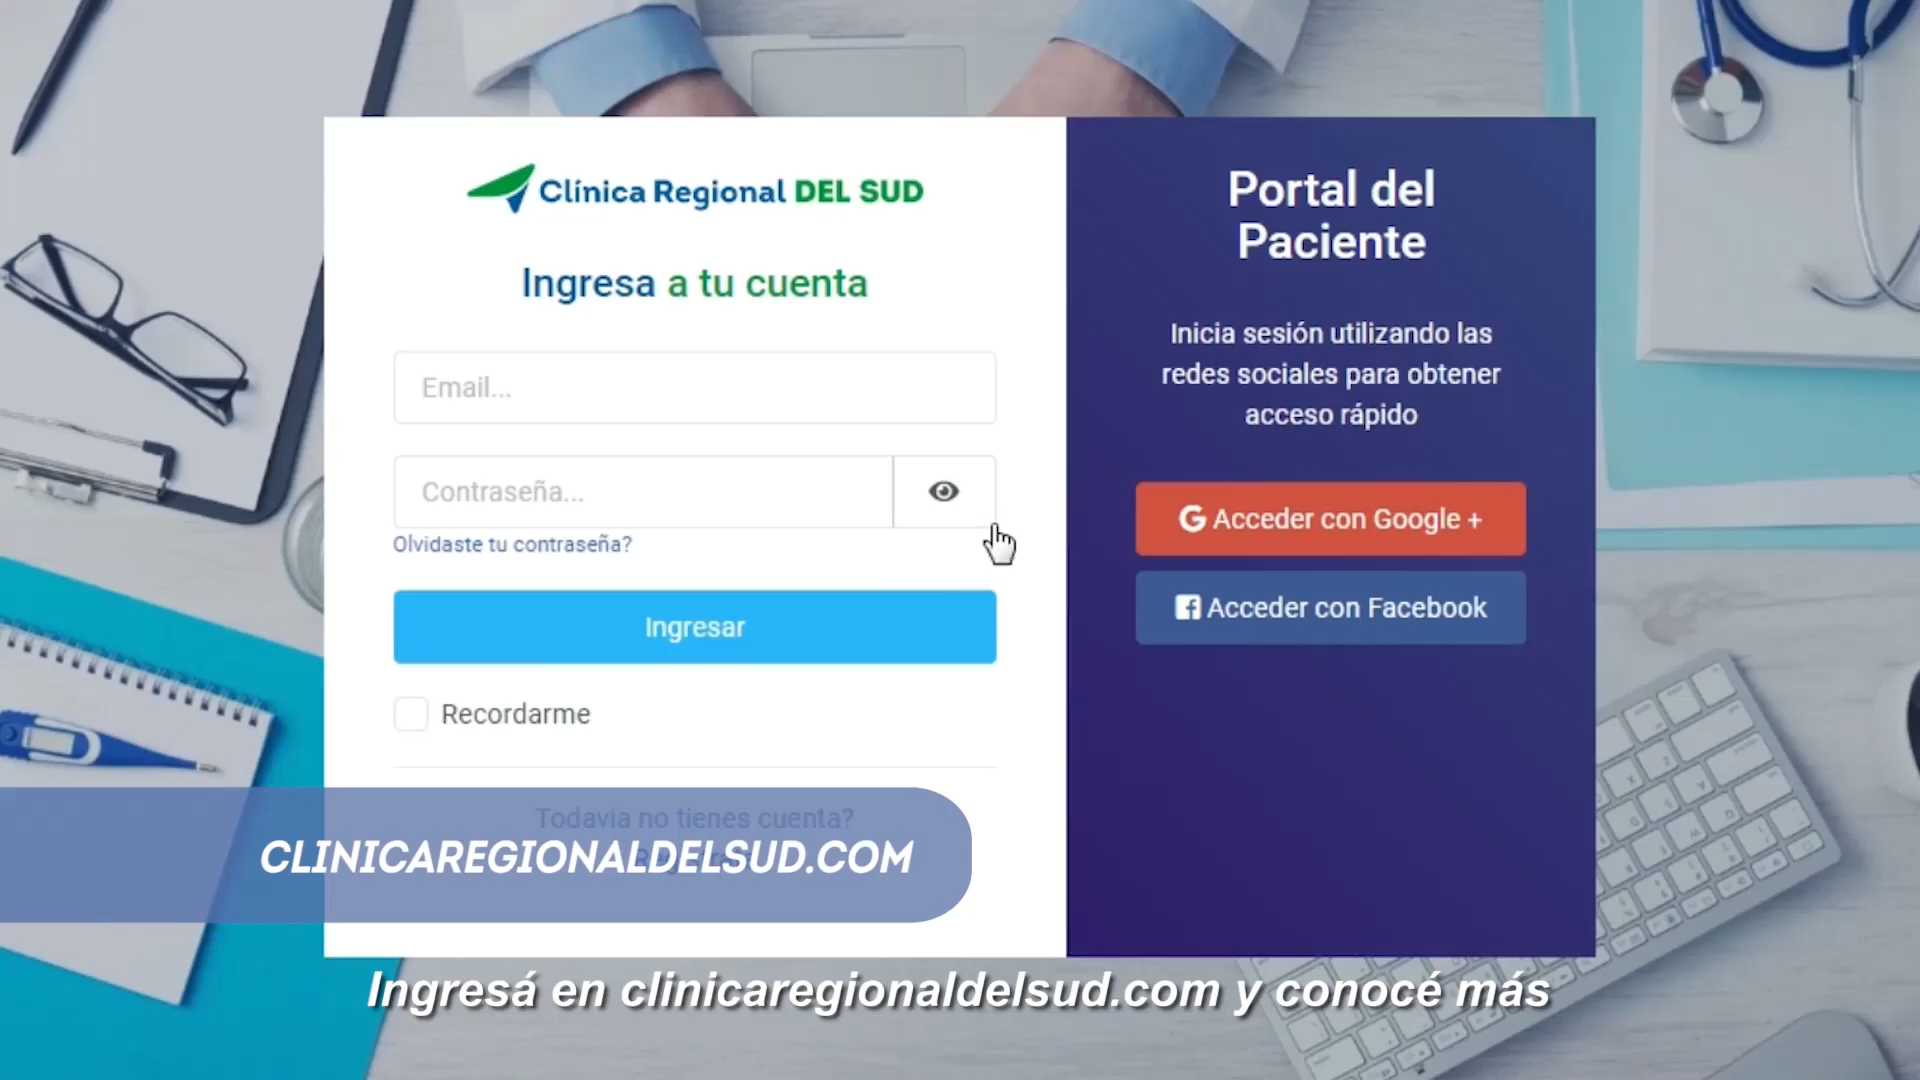 Clínica Regional DEL SUD
Ingresa a tu cuenta
Email...
Contraseña...
Olvidaste tu contraseña?
Ingresar
Recordarme
Todavia no tienes cuenta?
CLINICAREGIONALDELSUD.COM
Portal del
Paciente
Inicia sesión utilizando las
redes sociales para obtener
acceso rápido
Acceder con Google +
Acceder con Facebook
Ingresá en clinicaregionaldelsud.com y conocé más